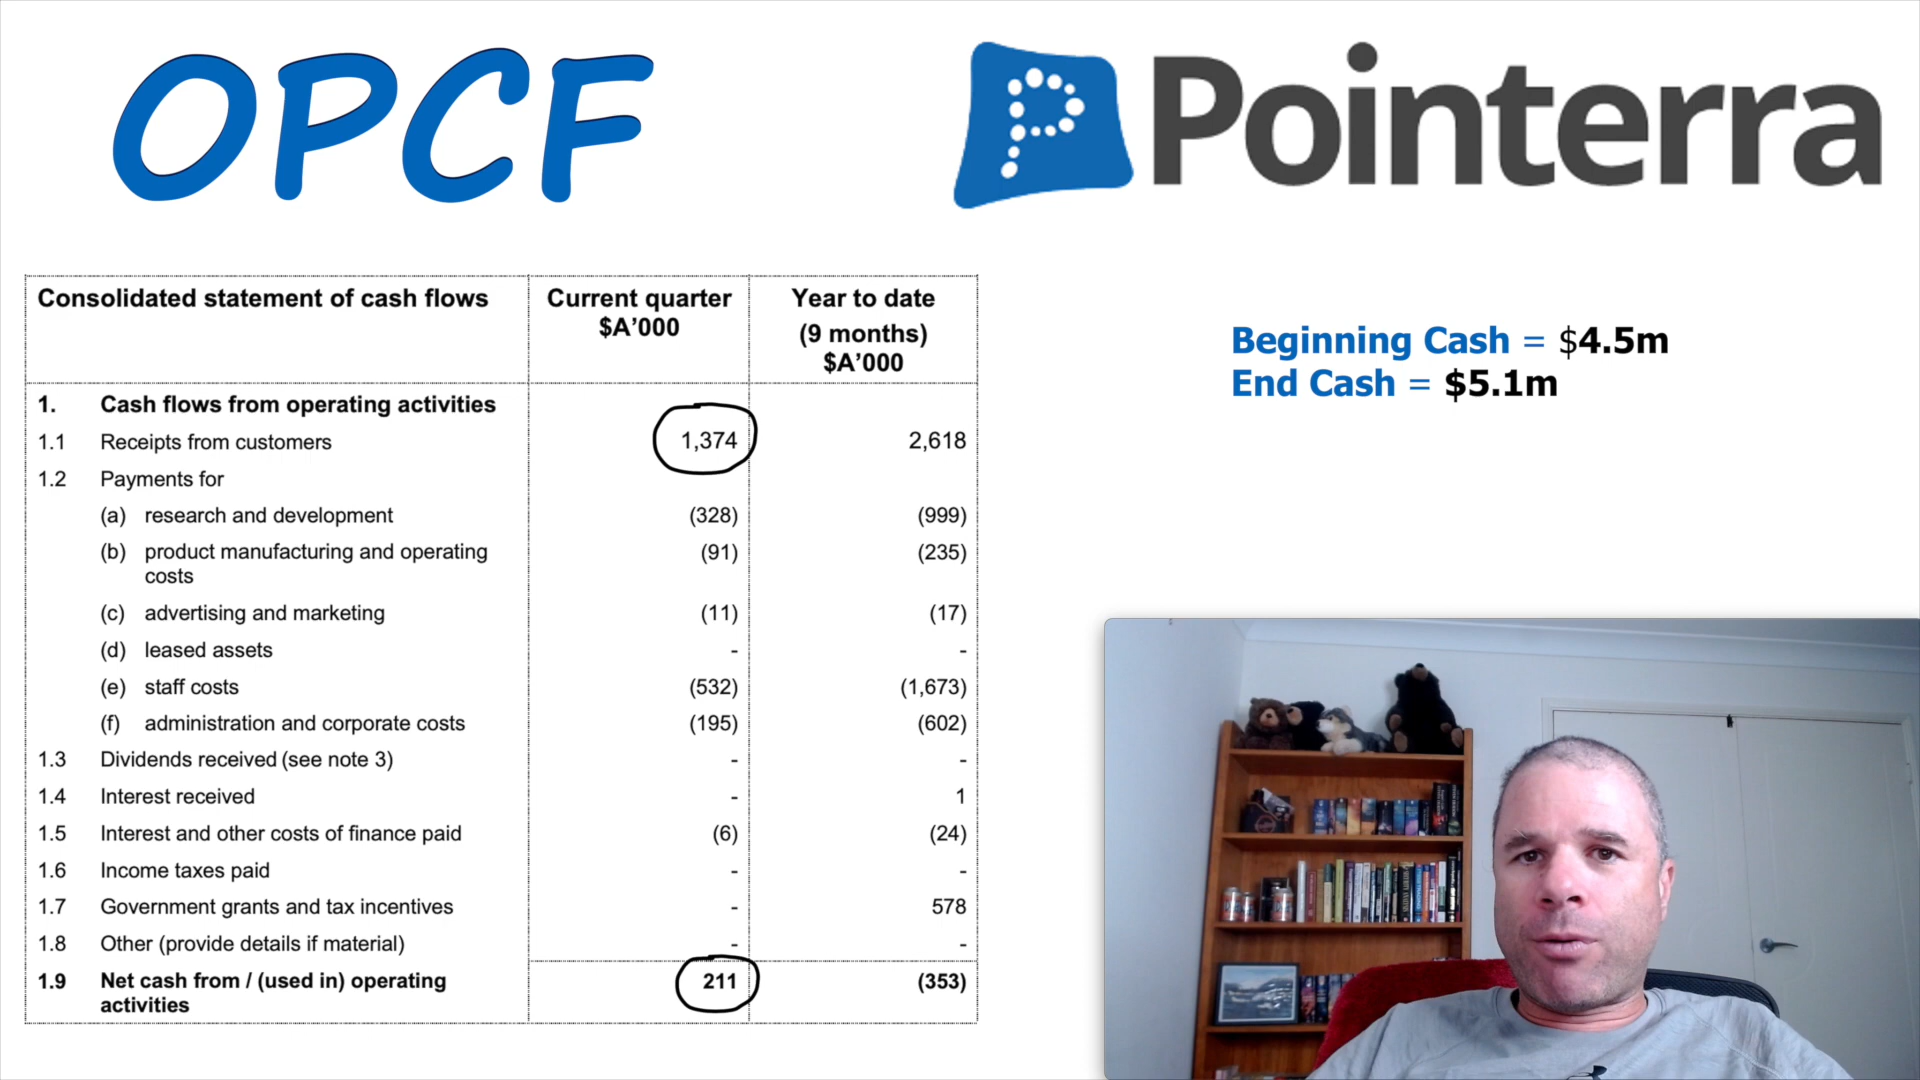 OPCF
Pointerra
Consolidated statement of cash flows Current quarter Year to date
$A’000 (9 months)
$A’000
1. Cash flows from operating activities
1.1 Receipts from customers 1,374 2,618
1.2 Payments for
(a) research and development (328) (999)
(b) product manufacturing and operating (91) (235)
costs
(c) advertising and marketing (11) (17)
(d) leased assets - -
(e) staff costs (532) (1,673)
(f) administration and corporate costs (195) (602)
1.3 Dividends received (see note 3) - -
1.4 Interest received - 1
1.5 Interest and other costs of finance paid (6) (24)
1.6 Income taxes paid - -
1.7 Government grants and tax incentives - 578
1.8 Other (provide details if material) - -
1.9 Net cash from / (used in) operating 211 (353)
activities
Beginning Cash = $4.5m
End Cash = $5.1m